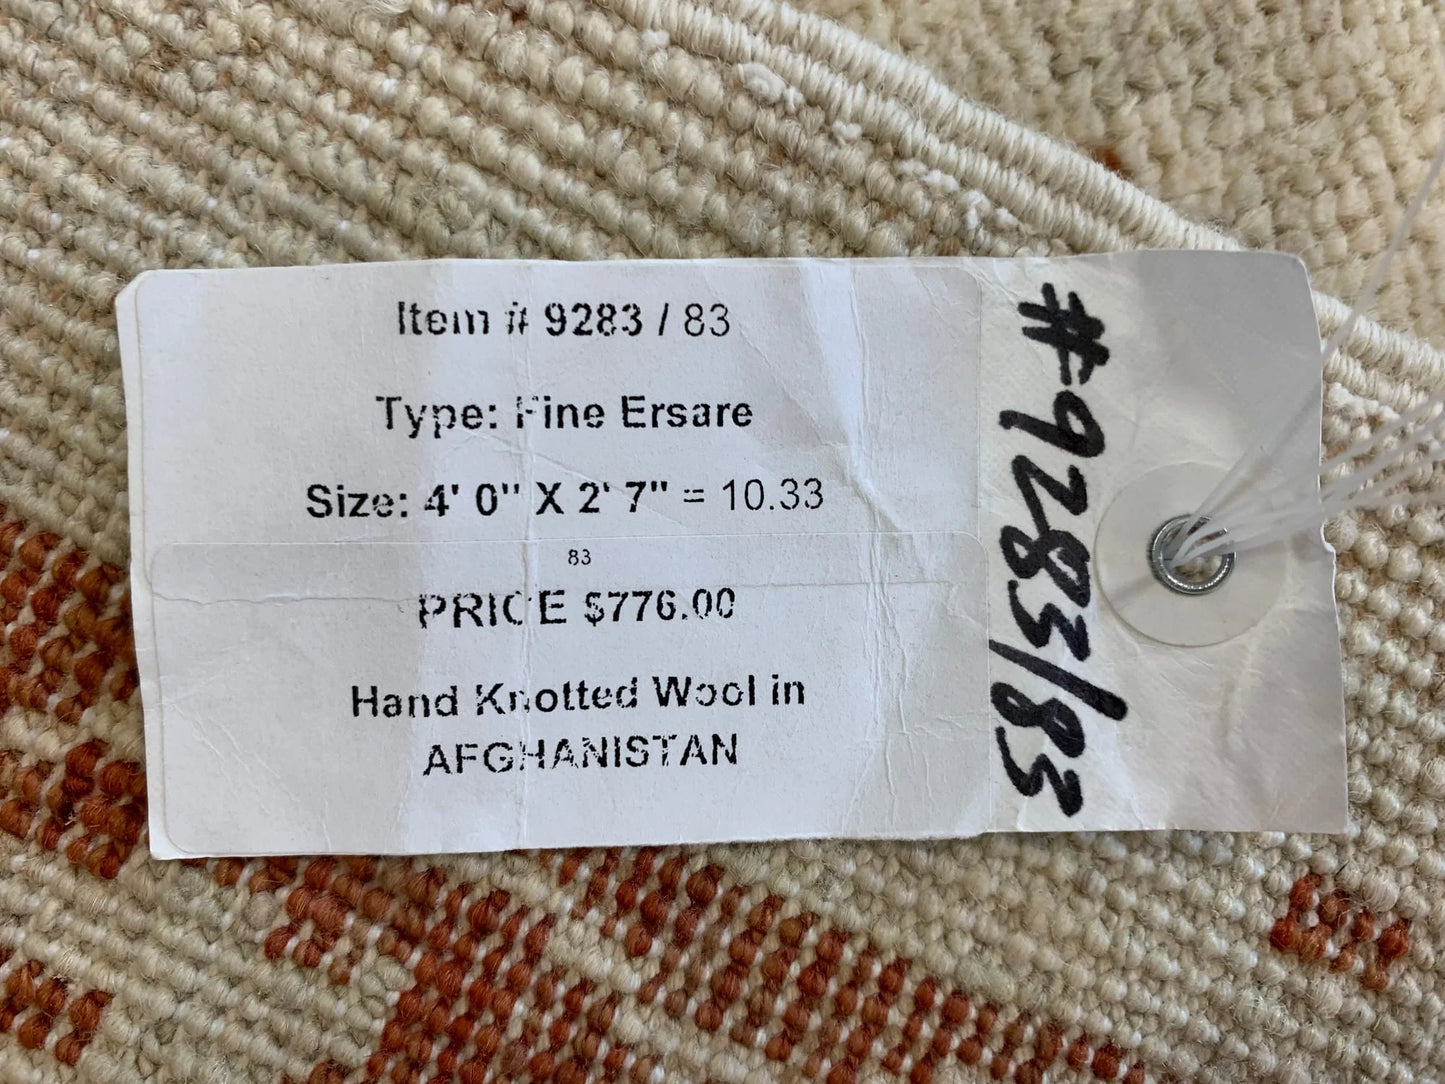 Item # 9283 / 83
Type: Fine Ersare
Size: 4' 0" X 2' 7" = 10.33
83
PRICE $776.00
Hand Knotted Wool in
AFGHANISTAN
#9283/83